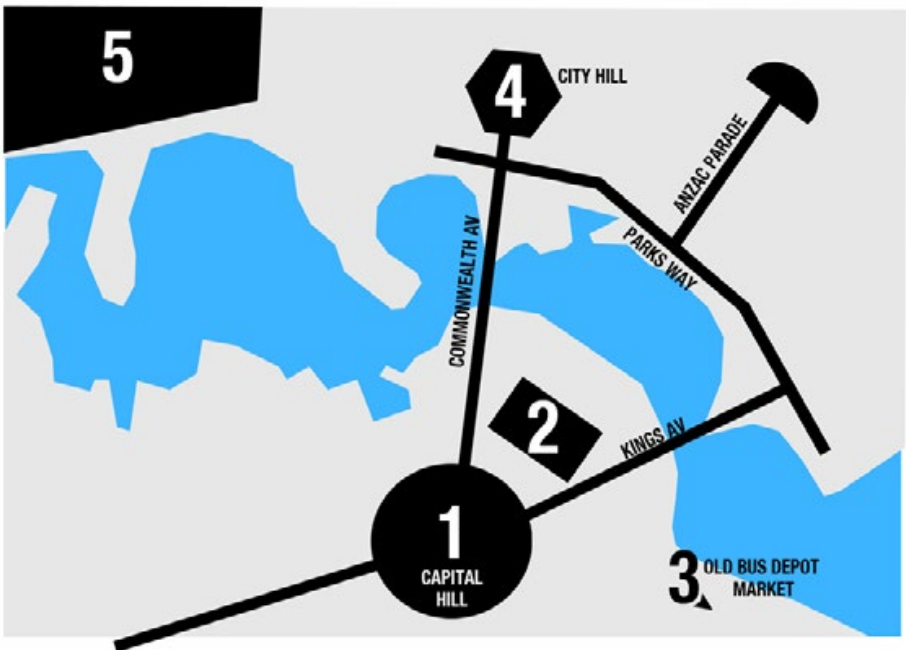 5
4
CITY HILL
ANZAC PARADE
PARKS WAY
COMMONWEALTH AV
2
KINGS AV
1
CAPITAL
HILL
3
OLD BUS DEPOT
MARKET